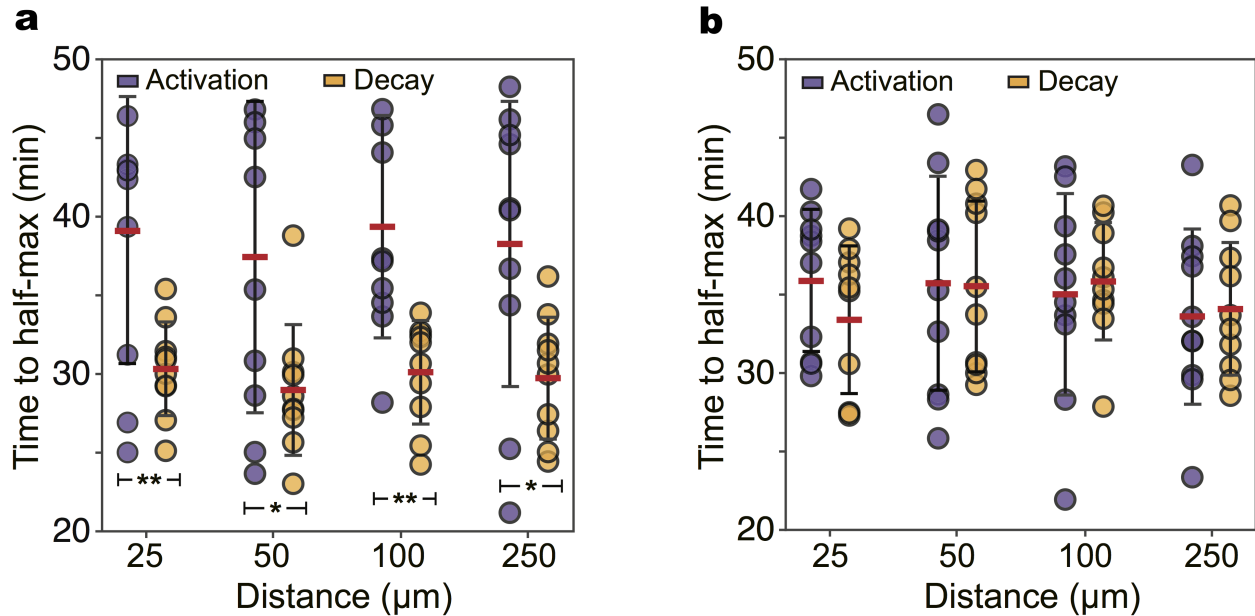 a
50
Activation
Decay
40
30
20
Time to half-max (min)
**
*
**
*
25
50
100
250
Distance (µm)
b
50
Activation
Decay
40
30
20
Time to half-max (min)
25
50
100
250
Distance (µm)